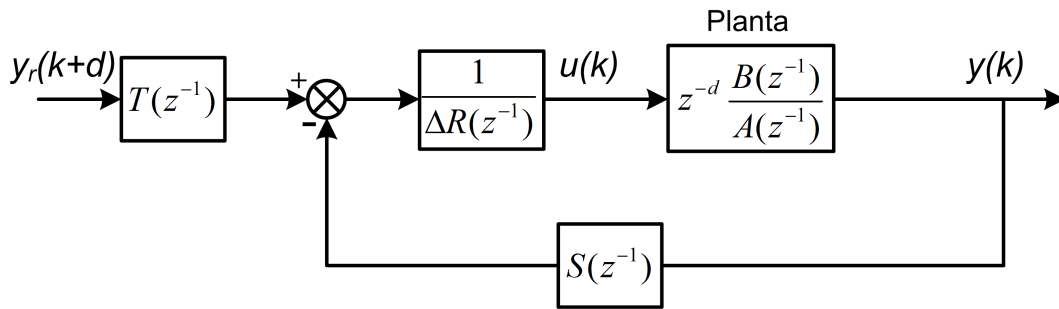 Planta
y_r(k+d)
T(z^{-1})
+
-
1
ΔR(z^{-1})
u(k)
z^{-d} B(z^{-1})
A(z^{-1})
y(k)
S(z^{-1})